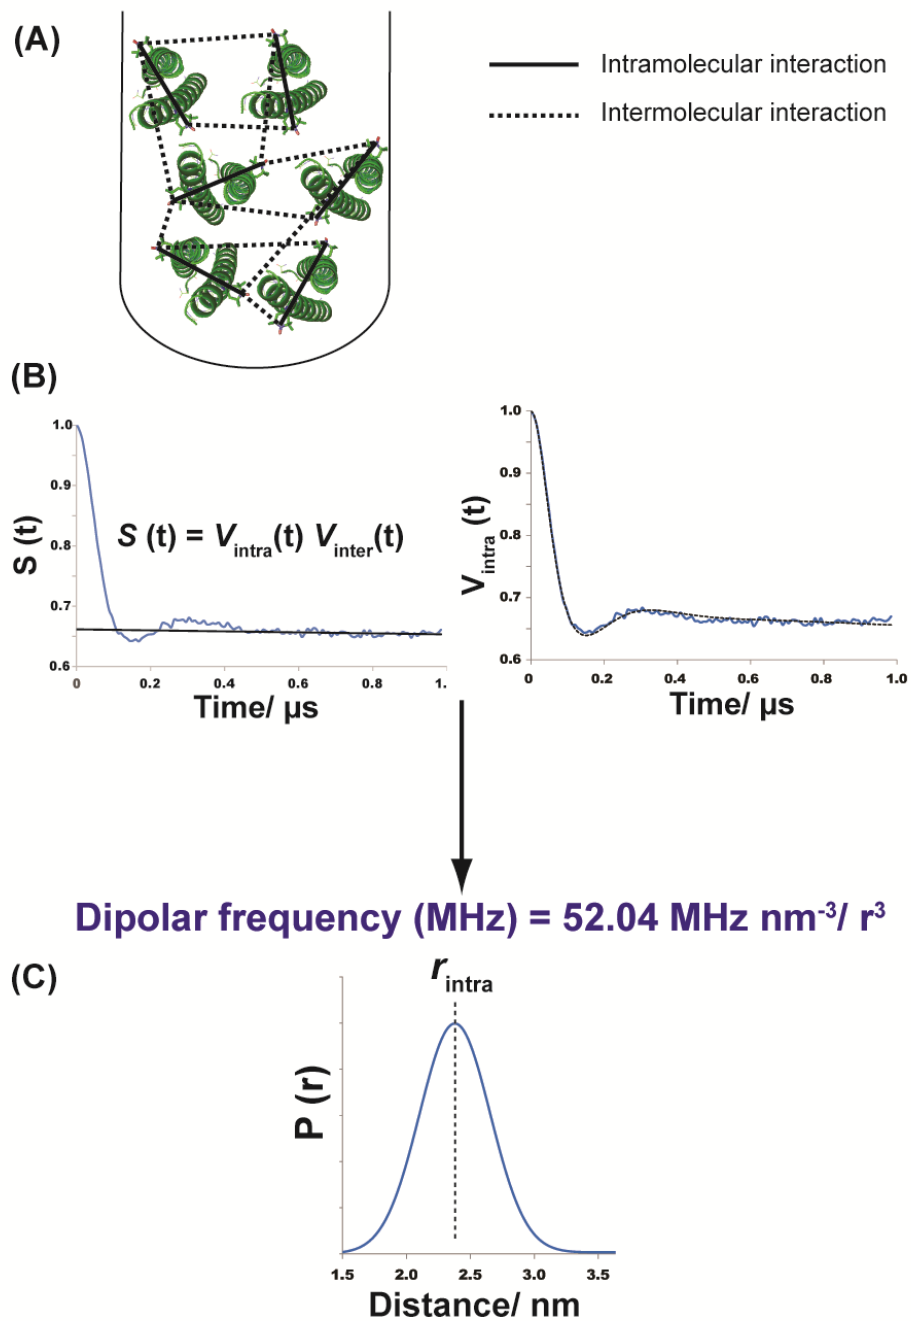 (A)
Intramolecular interaction
Intermolecular interaction
(B)
1.0
0.9
0.8
0.7
0.6
S (t)
S (t) = Vintra(t) Vinter(t)
0 0.2 0.4 0.6 0.8 1.
Time/ μs
1.0
0.9
0.8
0.7
0.6
Vintra (t)
0 0.2 0.4 0.6 0.8 1.0
Time/ μs
Dipolar frequency (MHz) = 52.04 MHz nm-3/ r3
(C)
rintra
P (r)
1.5 2.0 2.5 3.0 3.5
Distance/ nm